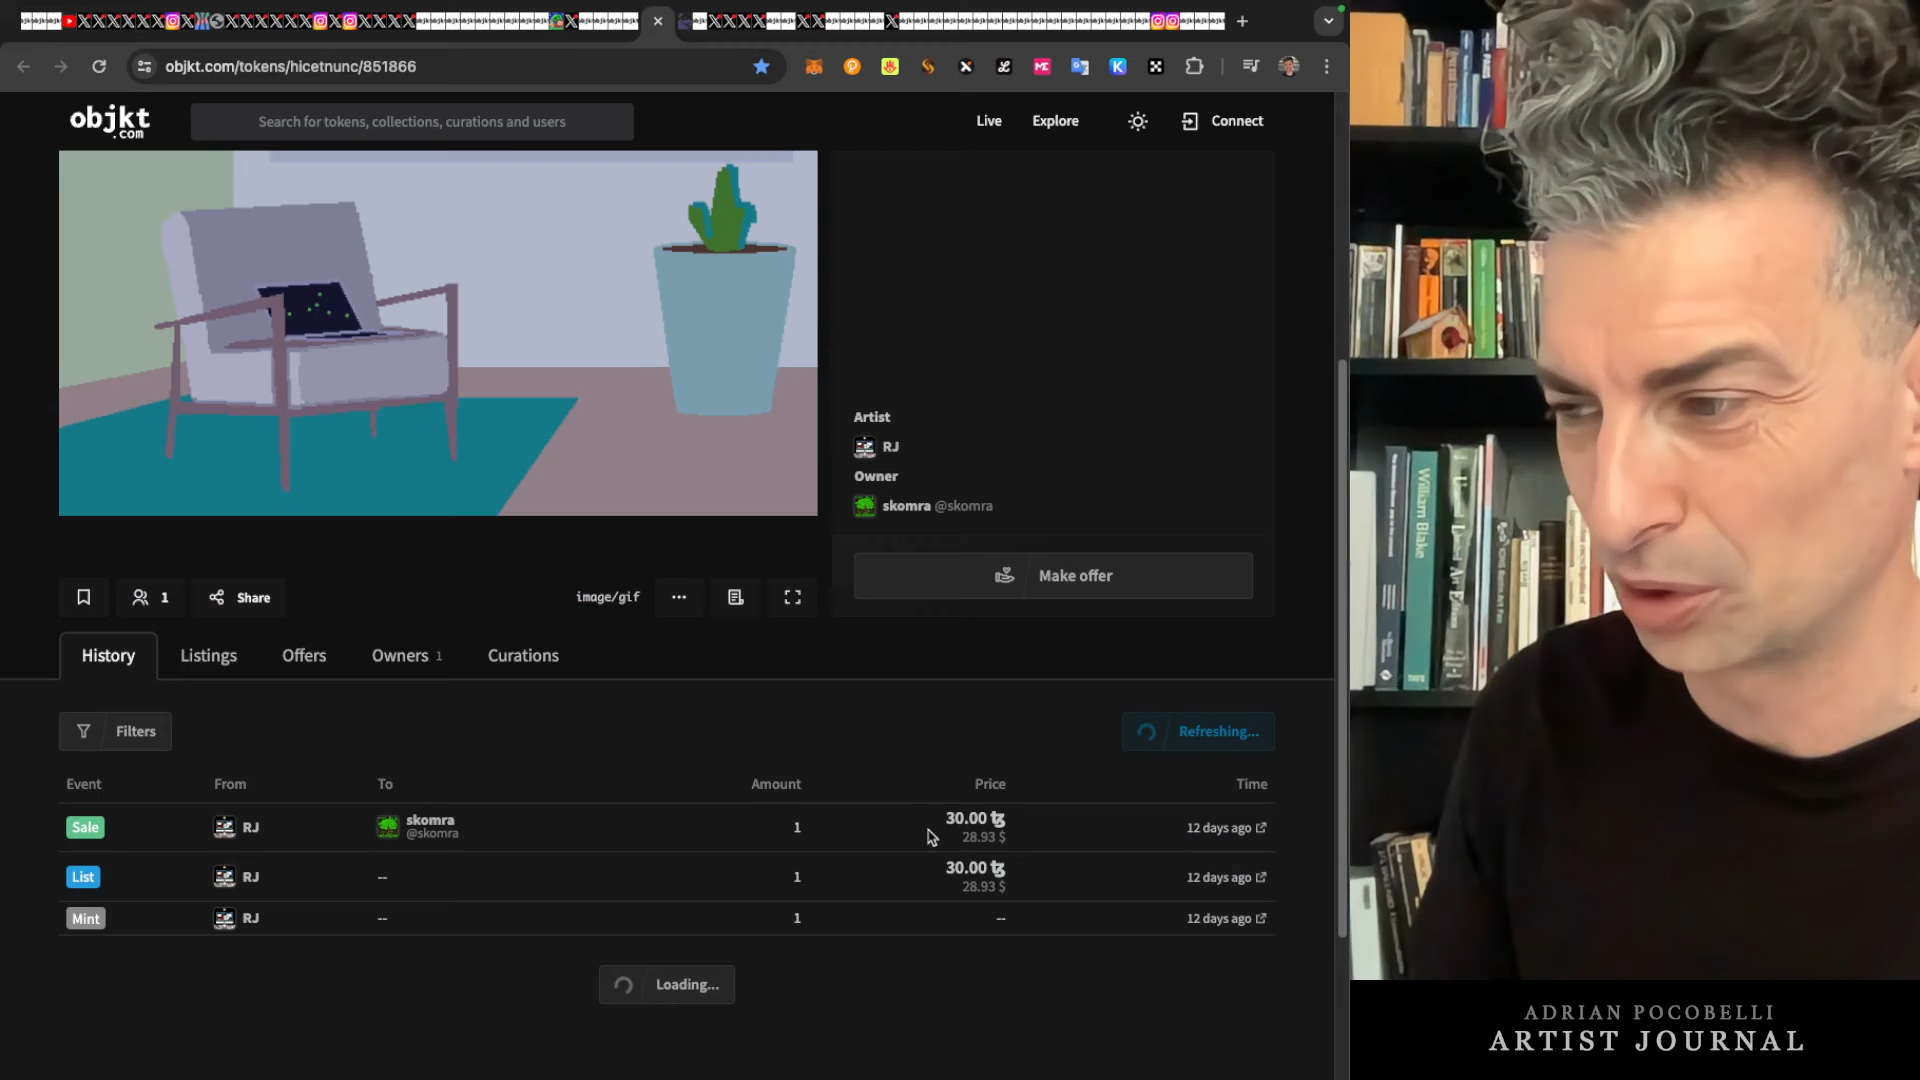 objkt.com/tokens/hicetnunc/851866
objkt
.com
Search for tokens, collections, curations and users
Live
Explore
Connect
Artist
RJ
Owner
skomra @skomra
Make offer
1
Share
image/gif
History
Listings
Offers
Owners 1
Curations
Filters
Refreshing...
Event From To Amount Price Time
Sale RJ skomra @skomra 1 30.00 ꜩ 28.93 $ 12 days ago
List RJ -- 1 30.00 ꜩ 28.93 $ 12 days ago
Mint RJ -- 1 -- 12 days ago
Loading...
William Blake
ADRIAN POCOBELLI
ARTIST JOURNAL